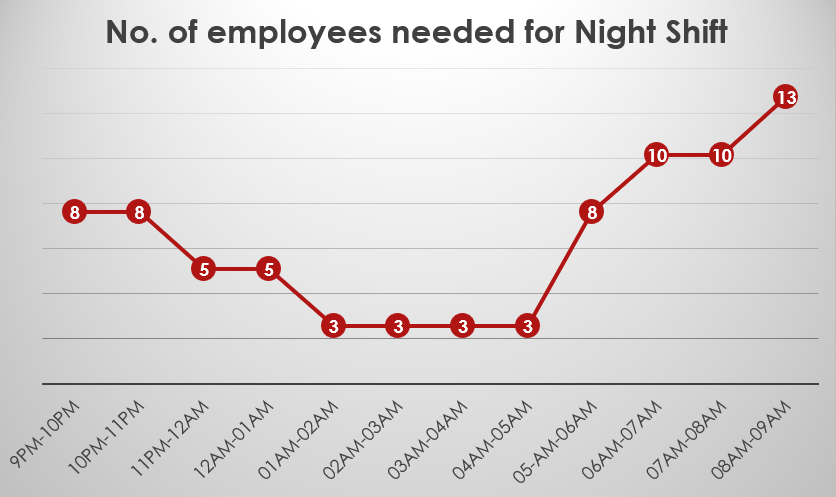 No. of employees needed for Night Shift
13
10 10
8 8 8
5 5
3 3 3 3
9PM-10PM
10PM-11PM
11PM-12AM
12AM-01AM
01AM-02AM
02AM-03AM
03AM-04AM
04AM-05AM
05-AM-06AM
06AM-07AM
07AM-08AM
08AM-09AM